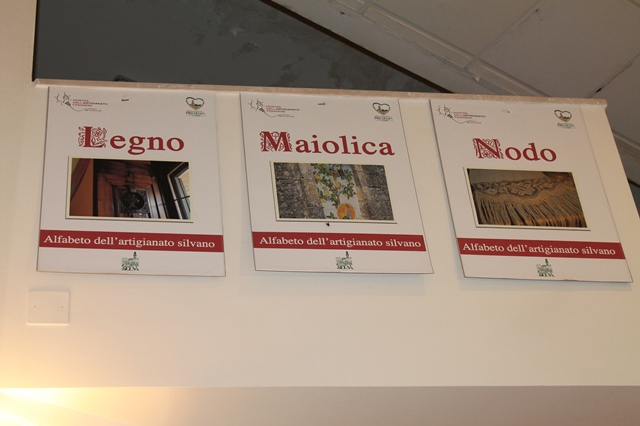 Legno
Alfabeto dell'artigianato silvano
Maiolica
Alfabeto dell'artigianato silvano
Nodo
Alfabeto dell'artigianato silvano